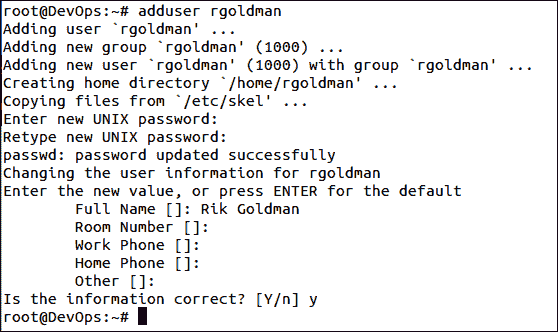 root@DevOps:~# adduser rgoldman
Adding user `rgoldman' ...
Adding new group `rgoldman' (1000) ...
Adding new user `rgoldman' (1000) with group `rgoldman' ...
Creating home directory `/home/rgoldman' ...
Copying files from `/etc/skel' ...
Enter new UNIX password:
Retype new UNIX password:
passwd: password updated successfully
Changing the user information for rgoldman
Enter the new value, or press ENTER for the default
        Full Name []: Rik Goldman
        Room Number []:
        Work Phone []:
        Home Phone []:
        Other []:
Is the information correct? [Y/n] y
root@DevOps:~#